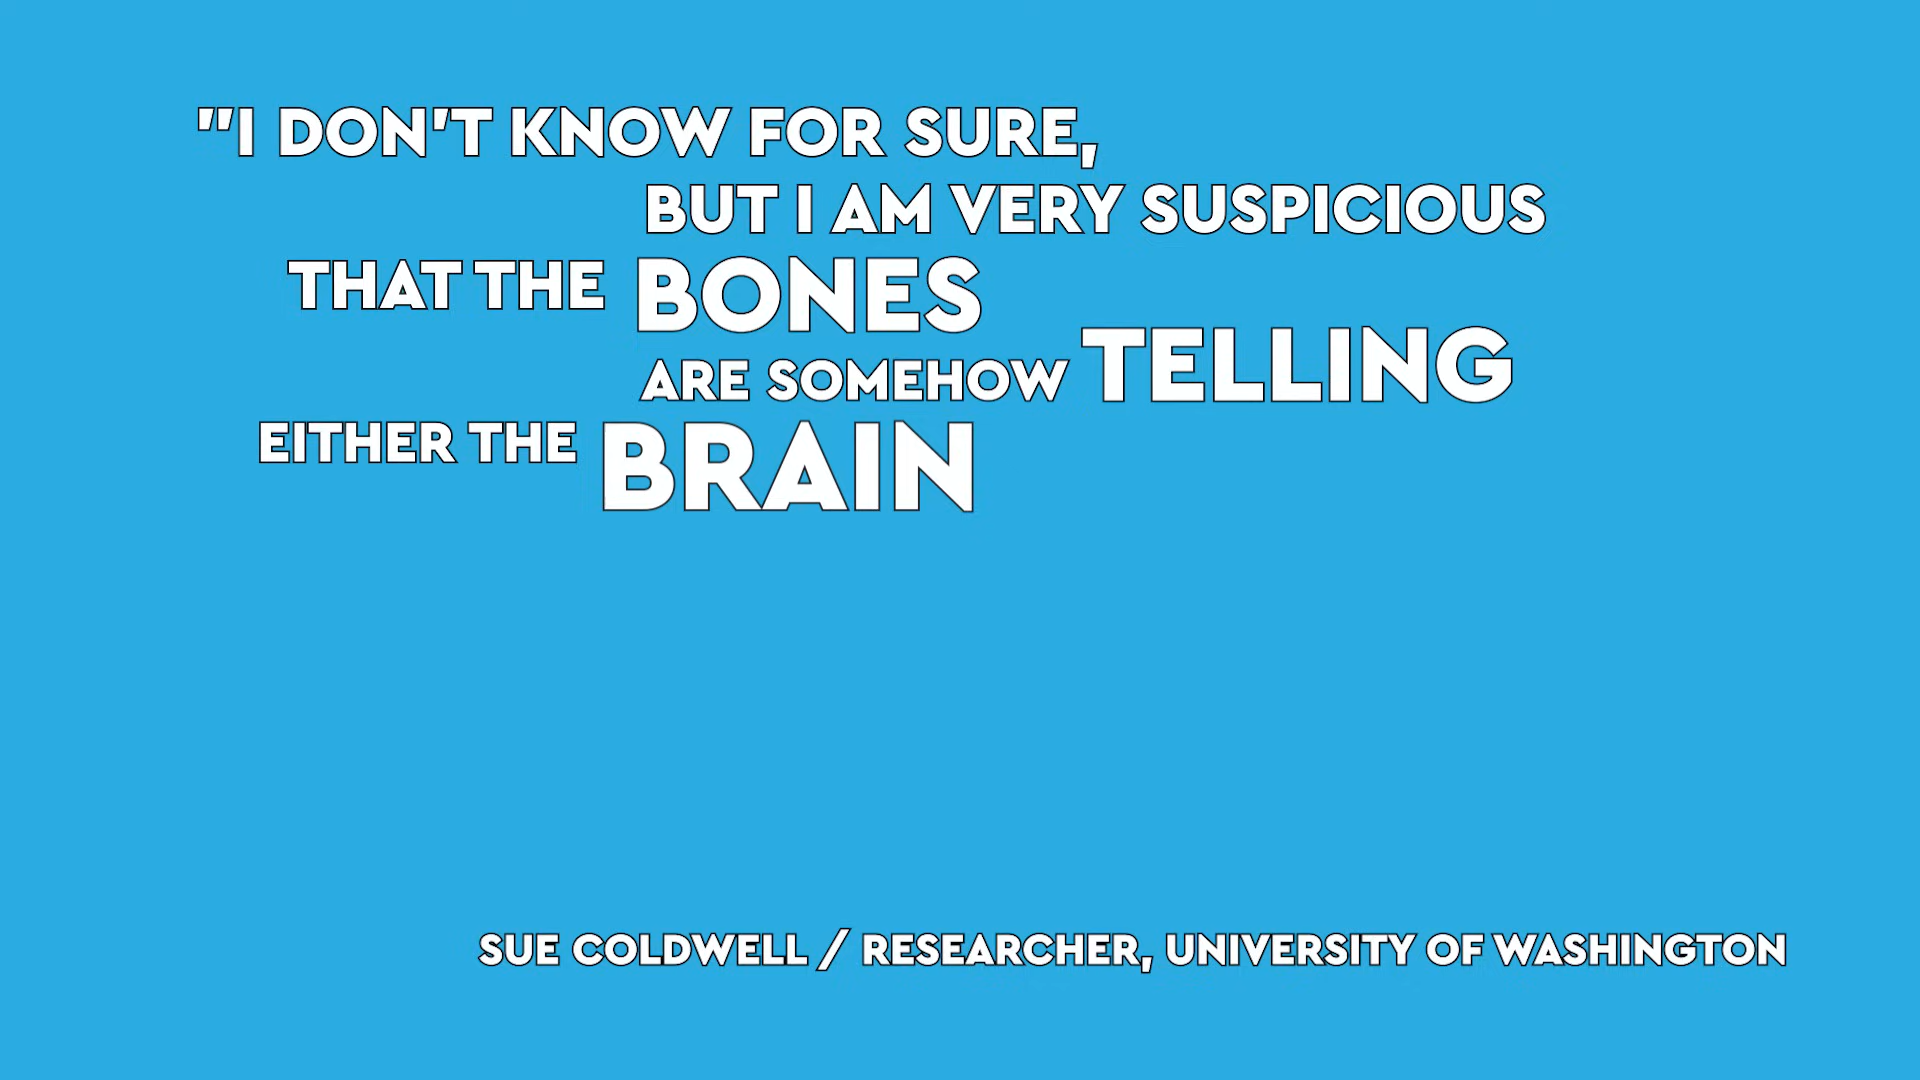 "I DON'T KNOW FOR SURE,
BUT I AM VERY SUSPICIOUS
THAT THE BONES
ARE SOMEHOW TELLING
EITHER THE BRAIN
SUE COLDWELL / RESEARCHER, UNIVERSITY OF WASHINGTON